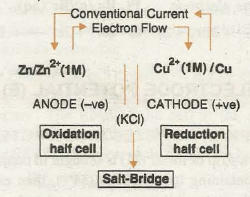 Conventional Current
Electron Flow
Zn/Zn²⁺(1M)
Cu²⁺(1M)/Cu
ANODE (–ve)
CATHODE (+ve)
(KCl)
Oxidation
half cell
Reduction
half cell
Salt-Bridge